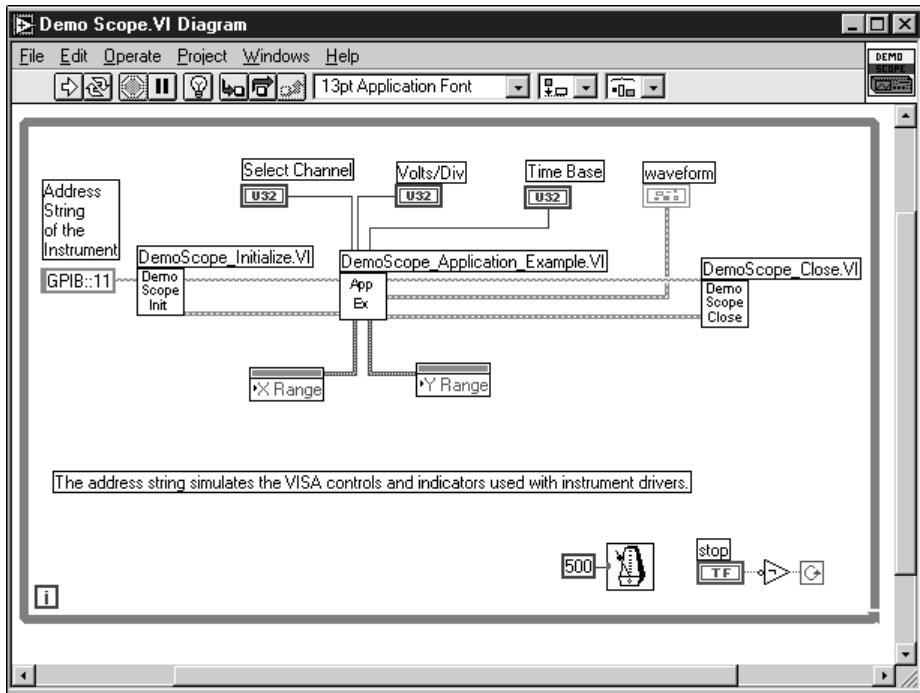 Demo Scope.VI Diagram
File Edit Operate Project Windows Help
DEMO
SCOPE
13pt Application Font
Select Channel
U32
Volts/Div
U32
Time Base
U32
waveform
Address
String
of the
Instrument
GPIB::11
DemoScope_Initialize.VI
Demo
Scope
Init
DemoScope_Application_Example.VI
App
Ex
DemoScope_Close.VI
Demo
Scope
Close
X Range
Y Range
The address string simulates the VISA controls and indicators used with instrument drivers.
500
stop
TF
i